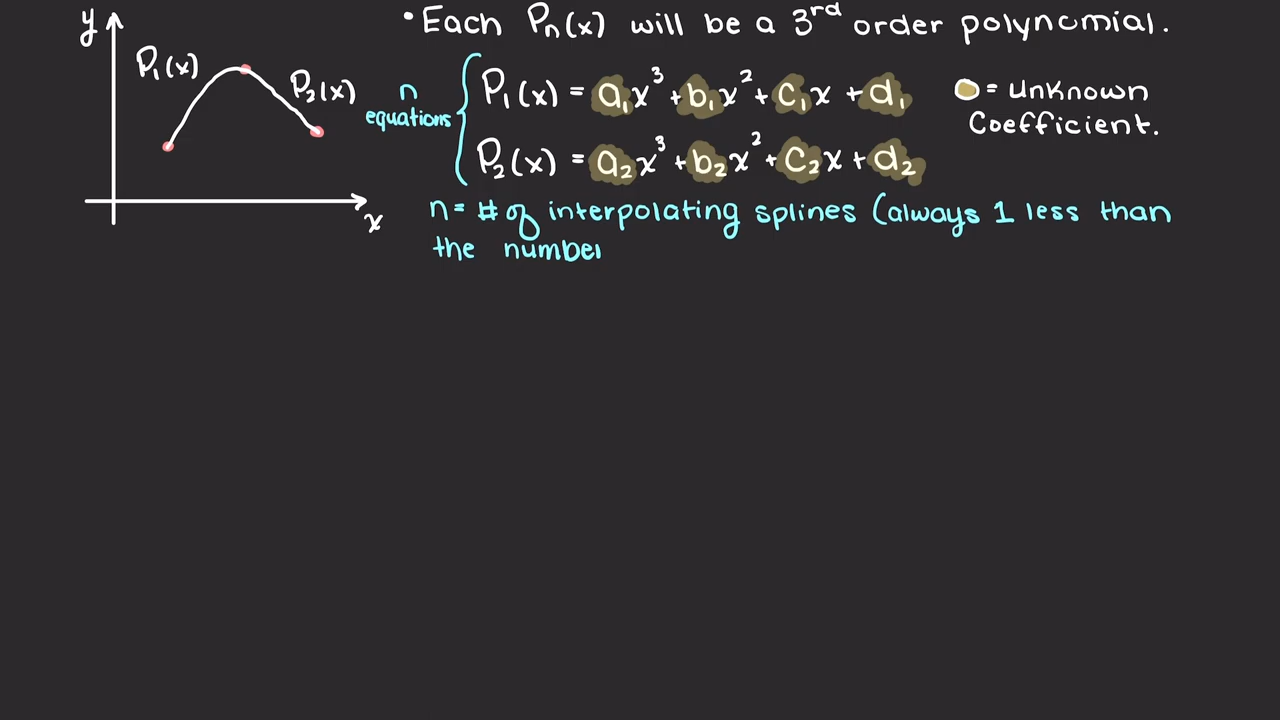 y
• Each Pₙ(x) will be a 3ʳᵈ order polynomial.
P₁(x)
P₂(x)
n
equations
P₁(x) = a₁x³ + b₁x² + c₁x + d₁
= unknown
Coefficient.
P₂(x) = a₂x³ + b₂x² + c₂x + d₂
x
n = # of interpolating splines (always 1 less than
the number